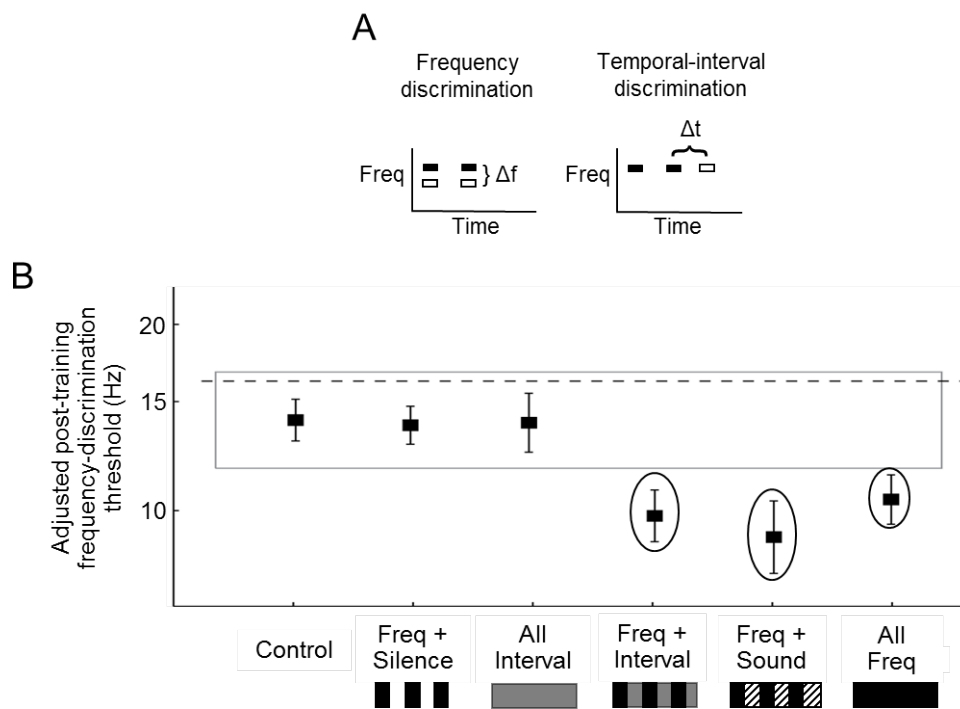 A
Frequency
discrimination
Temporal-interval
discrimination
Freq
} Δf
Time
Freq
Δt
Time
B
Adjusted post-training
frequency-discrimination
threshold (Hz)
20
15
10
Control
Freq +
Silence
All
Interval
Freq +
Interval
Freq +
Sound
All
Freq